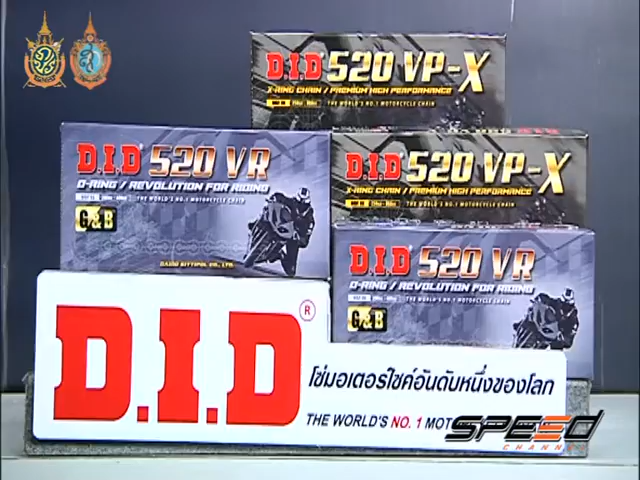 D.I.D 520 VP-X
X-RING CHAIN / PREMIUM HIGH PERFORMANCE
THE WORLD'S NO.1 MOTORCYCLE CHAIN
D.I.D 520 VR
O-RING / REVOLUTION FOR RIDING
THE WORLD'S NO.1 MOTORCYCLE CHAIN
G&B
DAIDO SITTIPOL CO., LTD.
D.I.D 520 VP-X
X-RING CHAIN / PREMIUM HIGH PERFORMANCE
THE WORLD'S NO.1 MOTORCYCLE CHAIN
D.I.D 520 VR
O-RING / REVOLUTION FOR RIDING
THE WORLD'S NO.1 MOTORCYCLE CHAIN
G&B
D.I.D ®
โซ่มอเตอร์ไซค์อันดับหนึ่งของโลก
THE WORLD'S NO. 1 MOT
SPEED
CHANNEL